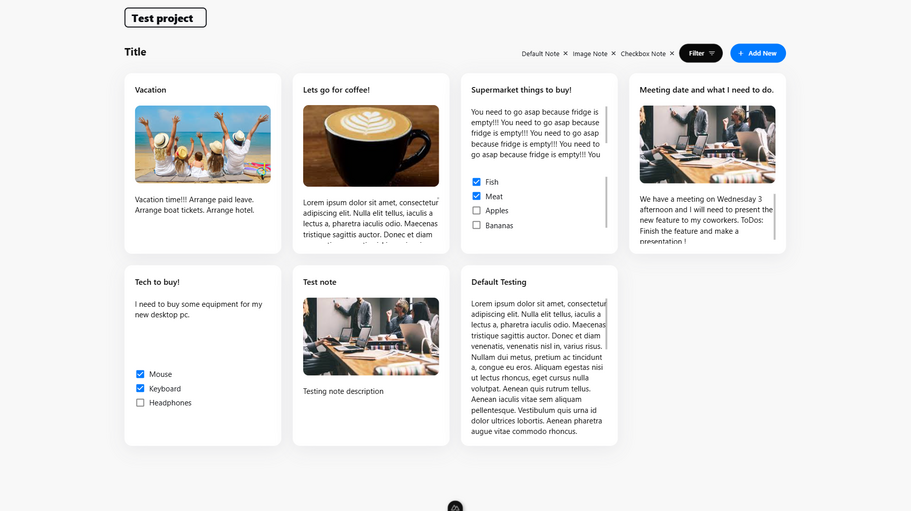 Test project
Title
Default Note ✕ Image Note ✕ Checkbox Note ✕ Filter + Add New
Vacation
Vacation time!!! Arrange paid leave.
Arrange boat tickets. Arrange hotel.
Lets go for coffee!
Lorem ipsum dolor sit amet, consectetur
adipiscing elit. Nulla elit tellus, iaculis a
lectus a, pharetra iaculis odio. Maecenas
tristique sagittis auctor. Donec et diam
Supermarket things to buy!
You need to go asap because fridge is
empty!!! You need to go asap because
fridge is empty!!! You need to go asap
because fridge is empty!!! You need to
go asap because fridge is empty!!! You
Fish
Meat
Apples
Bananas
Meeting date and what I need to do.
We have a meeting on Wednesday 3
afternoon and I will need to present the
new feature to my coworkers. ToDos:
Finish the feature and make a
presentation !
Tech to buy!
I need to buy some equipment for my
new desktop pc.
Mouse
Keyboard
Headphones
Test note
Testing note description
Default Testing
Lorem ipsum dolor sit amet, consectetur
adipiscing elit. Nulla elit tellus, iaculis a
lectus a, pharetra iaculis odio. Maecenas
tristique sagittis auctor. Donec et diam
venenatis, venenatis nisl in, varius risus.
Nullam dui metus, pretium ac tincidunt
a, congue eu eros. Aliquam egestas nisi
ut lectus rhoncus, eget cursus nulla
volutpat. Aenean quis rutrum tellus.
Aenean iaculis vitae sem aliquam
pellentesque. Vestibulum quis urna id
dolor ultrices lobortis. Aenean pharetra
augue vitae commodo rhoncus.